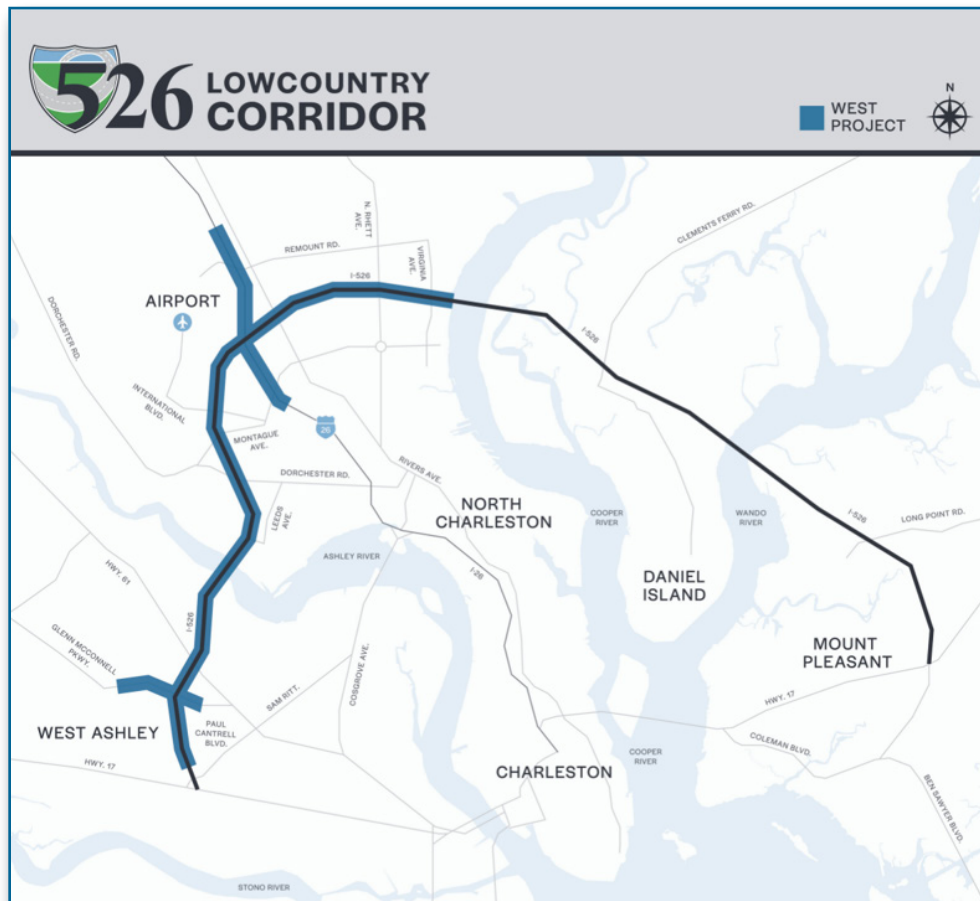 526 LOWCOUNTRY
CORRIDOR
WEST
PROJECT
N
CLEMENTS FERRY RD.
N. RHETT
AVE.
REMOUNT RD.
VIRGINIA
AVE.
I-526
AIRPORT
DORCHESTER RD.
I-526
INTERNATIONAL
BLVD.
MONTAGUE
AVE.
26
RIVERS AVE.
DORCHESTER RD.
LEEDS
AVE.
NORTH
CHARLESTON
COOPER
RIVER
WANDO
RIVER
I-526
LONG POINT RD.
ASHLEY RIVER
HWY. 61
I-26
DANIEL
ISLAND
I-526
GLENN MCCONNELL
PKWY.
COSGROVE AVE.
SAM RITT.
MOUNT
PLEASANT
HWY. 17
WEST ASHLEY
PAUL
CANTRELL
BLVD.
HWY. 17
CHARLESTON
COOPER
RIVER
COLEMAN BLVD.
BEN SAWYER BLVD.
STONO RIVER